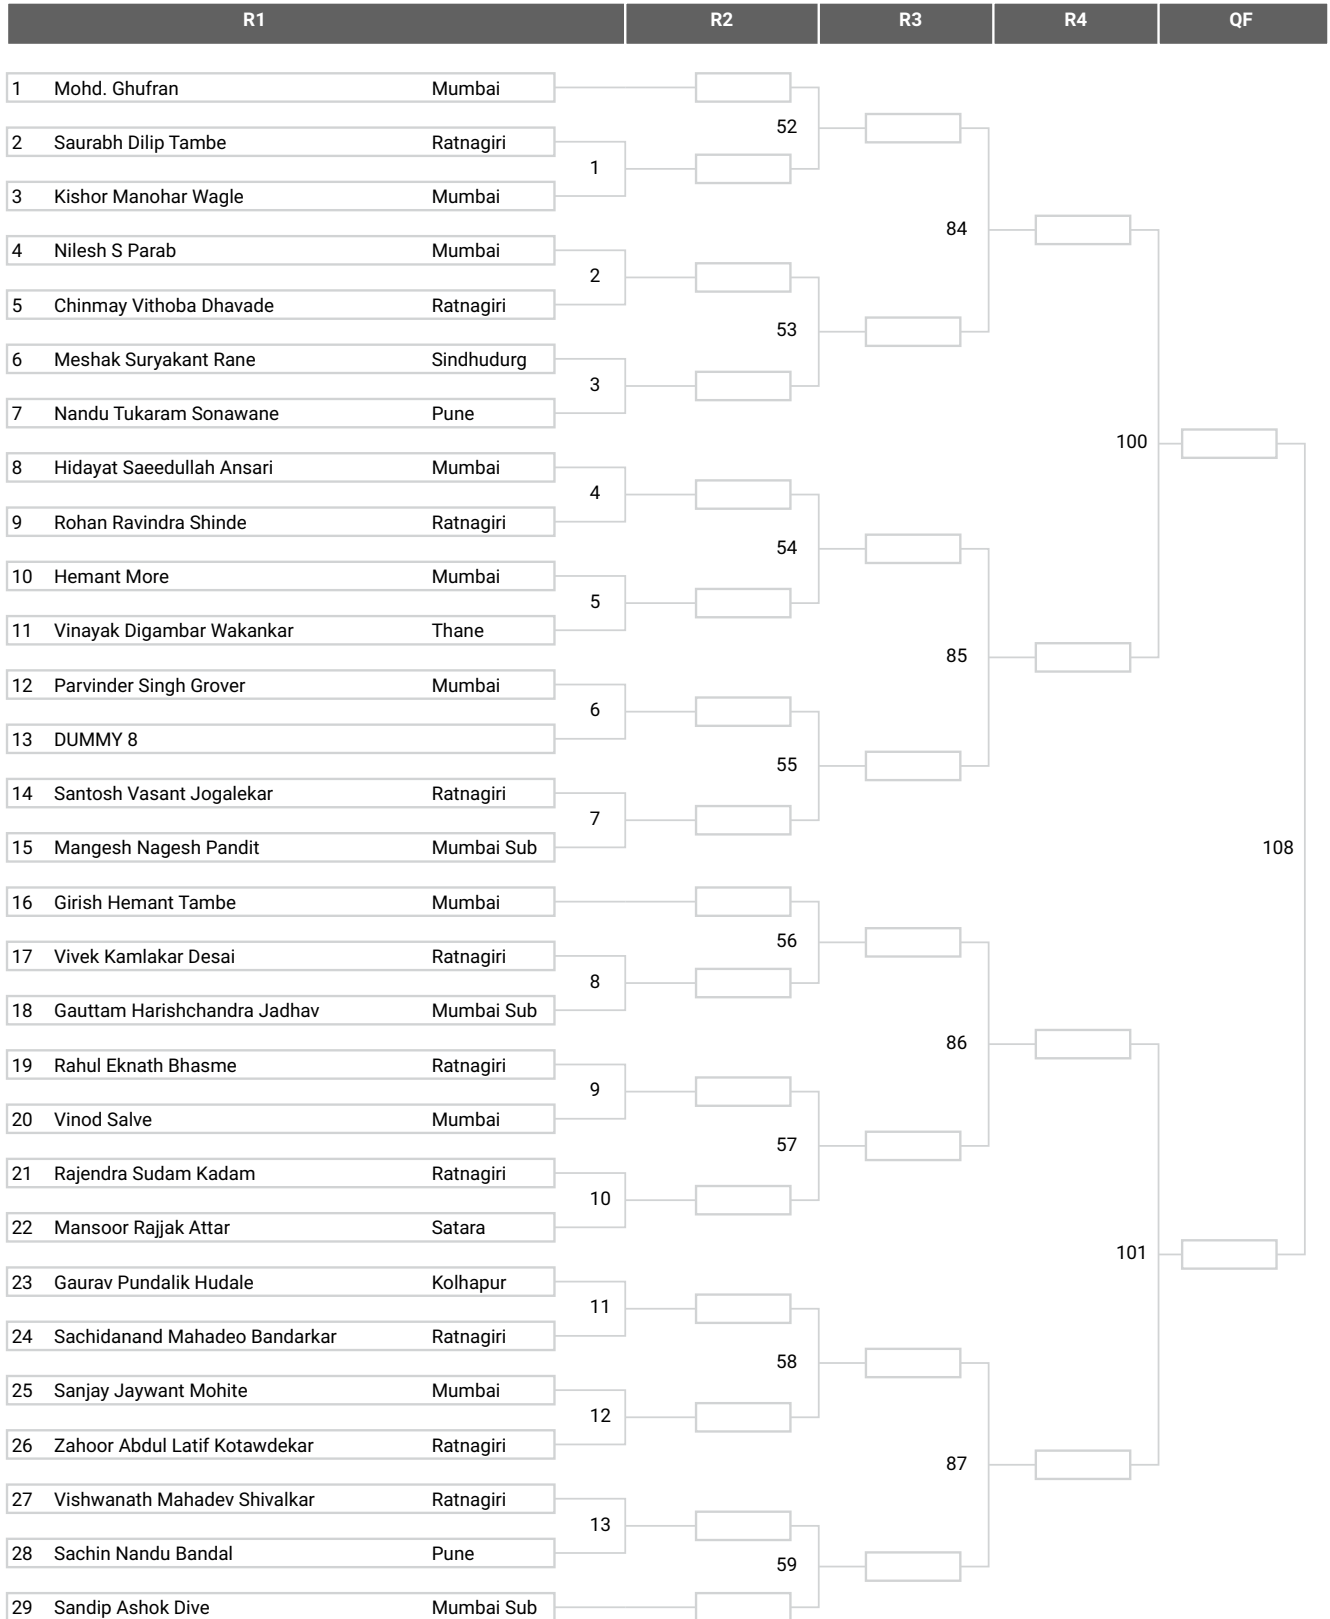 R1 R2 R3 R4 QF
1 Mohd. Ghufran Mumbai
52
2 Saurabh Dilip Tambe Ratnagiri
1
3 Kishor Manohar Wagle Mumbai
84
4 Nilesh S Parab Mumbai
2
5 Chinmay Vithoba Dhavade Ratnagiri
53
6 Meshak Suryakant Rane Sindhudurg
3
7 Nandu Tukaram Sonawane Pune
100
8 Hidayat Saeedullah Ansari Mumbai
4
9 Rohan Ravindra Shinde Ratnagiri
54
10 Hemant More Mumbai
5
11 Vinayak Digambar Wakankar Thane
85
12 Parvinder Singh Grover Mumbai
6
13 DUMMY 8
55
14 Santosh Vasant Jogalekar Ratnagiri
7
15 Mangesh Nagesh Pandit Mumbai Sub
108
16 Girish Hemant Tambe Mumbai
56
17 Vivek Kamlakar Desai Ratnagiri
8
18 Gauttam Harishchandra Jadhav Mumbai Sub
86
19 Rahul Eknath Bhasme Ratnagiri
9
20 Vinod Salve Mumbai
57
21 Rajendra Sudam Kadam Ratnagiri
10
22 Mansoor Rajjak Attar Satara
101
23 Gaurav Pundalik Hudale Kolhapur
11
24 Sachidanand Mahadeo Bandarkar Ratnagiri
58
25 Sanjay Jaywant Mohite Mumbai
12
26 Zahoor Abdul Latif Kotawdekar Ratnagiri
87
27 Vishwanath Mahadev Shivalkar Ratnagiri
13
28 Sachin Nandu Bandal Pune
59
29 Sandip Ashok Dive Mumbai Sub